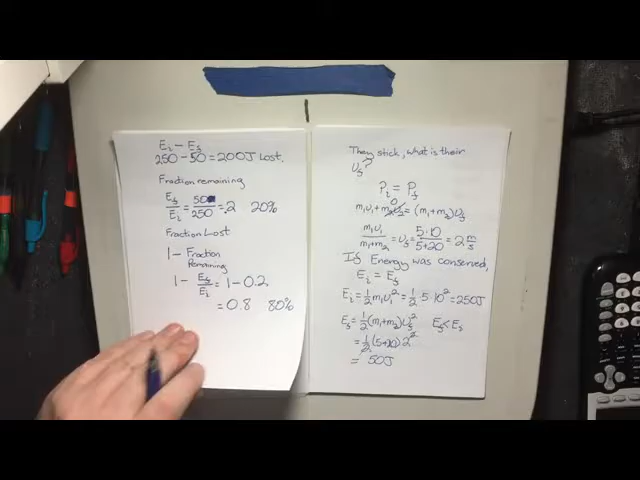 E_i - E_f
250 - 50 = 200J Lost.
Fraction remaining
E_f/E_i = 50/250 = .2 20%
Fraction Lost
1 - Fraction Remaining
1 - E_f/E_i = 1 - 0.2
= 0.8 80%
They stick, what is their
v_f?
P_i = P_f
m₁v₁ + m₂v₂ 0 = (m₁+m₂)v_f
m₁v₁/m₁+m₂ = v_f = 5·10/5+20 = 2 m/s
If Energy was conserved,
E_i = E_f
E_i = 1/2 m₁v₁² = 1/2 · 5 · 10² = 250J
E_f = 1/2 (m₁+m₂)v_f² E_f < E_i
= 1/2 (5+20) 2²
= 50J